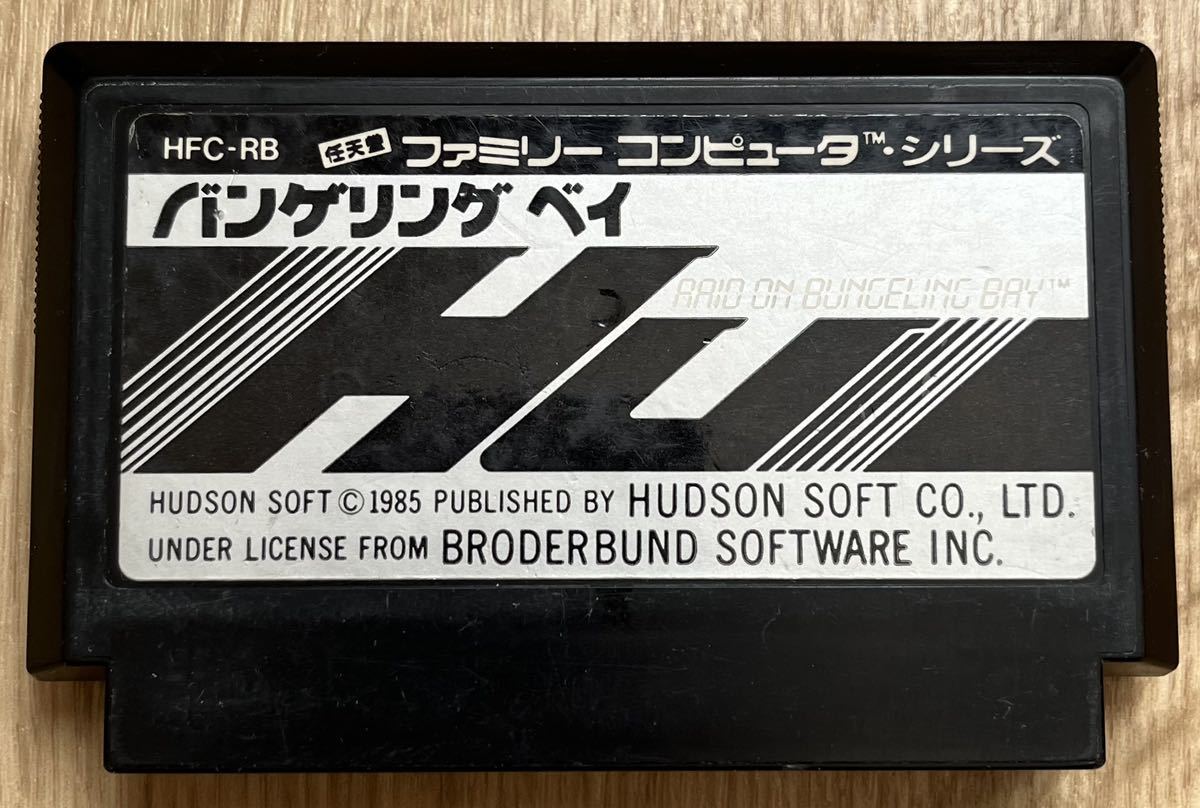 HFC-RB 任天堂 ファミリー コンピュータ™・シリーズ
バンゲリング ベイ
RAID ON BUNGELING BAY™
HUDSON SOFT © 1985 PUBLISHED BY HUDSON SOFT CO., LTD.
UNDER LICENSE FROM BRODERBUND SOFTWARE INC.